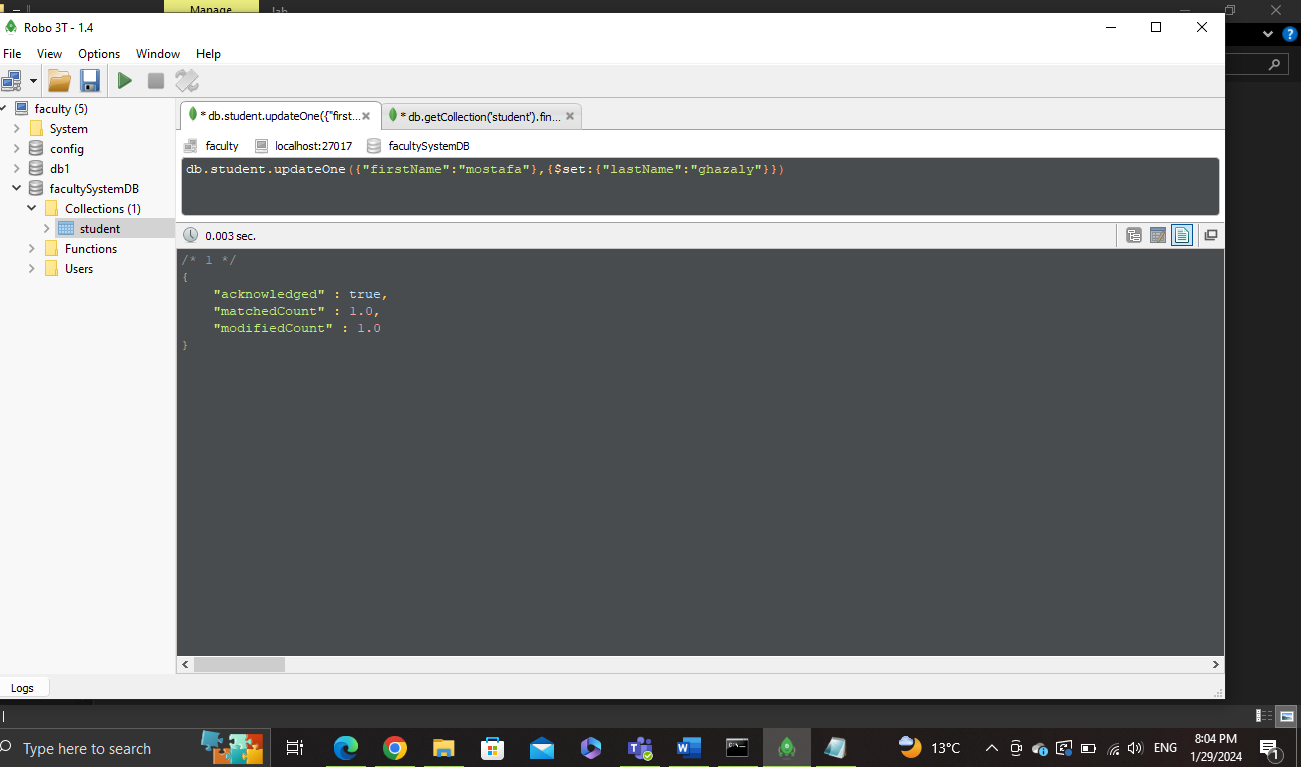 Manage
lab
Robo 3T - 1.4
File View Options Window Help
faculty (5)
System
config
db1
facultySystemDB
Collections (1)
student
Functions
Users
* db.student.updateOne({"first...
* db.getCollection('student').fin...
faculty localhost:27017 facultySystemDB
db.student.updateOne({"firstName":"mostafa"},{$set:{"lastName":"ghazaly"}})
0.003 sec.
/* 1 */
{
"acknowledged" : true,
"matchedCount" : 1.0,
"modifiedCount" : 1.0
}
Logs
Type here to search
13°C
ENG
8:04 PM
1/29/2024
1